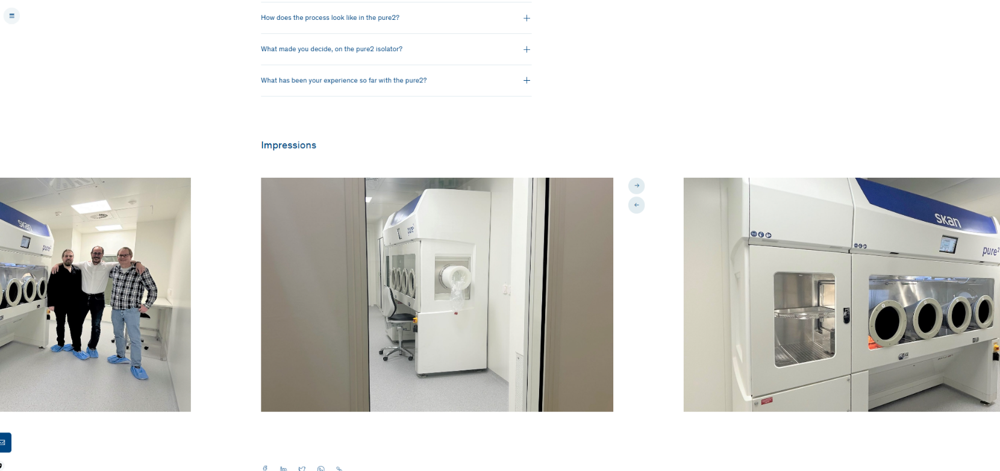 How does the process look like in the pure2?
What made you decide, on the pure2 isolator?
What has been your experience so far with the pure2?
Impressions
skan
pure²
pure²
skan
pure²